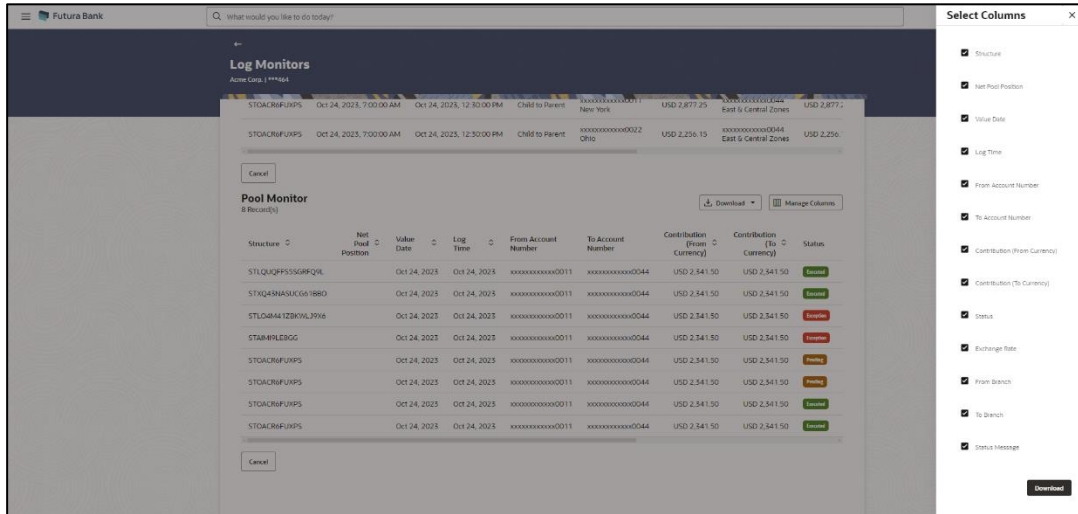 Futura Bank
What would you like to do today?
Select Columns
Log Monitors
Acme Corp. | ***464
STOACR6FUXPS Oct 24, 2023, 7:00:00 AM Oct 24, 2023, 12:30:00 PM Child to Parent xxxxxxxxxxxx0011 New York USD 2,877.25 xxxxxxxxxxxx0044 East & Central Zones USD 2,877.2
STOACR6FUXPS Oct 24, 2023, 7:00:00 AM Oct 24, 2023, 12:30:00 PM Child to Parent xxxxxxxxxxxx0022 Ohio USD 2,256.15 xxxxxxxxxxxx0044 East & Central Zones USD 2,256.
Cancel
Pool Monitor
8 Record(s)
Download
Manage Columns
Structure Net Pool Position Value Date Log Time From Account Number To Account Number Contribution (From Currency) Contribution (To Currency) Status
Oct 24, 2023 Oct 24, 2023 xxxxxxxxxxxx0011 xxxxxxxxxxxx0044 USD 2,341.50 USD 2,341.50 Executed
STXQ43NASUCG61BBO Oct 24, 2023 Oct 24, 2023 xxxxxxxxxxxx0011 xxxxxxxxxxxx0044 USD 2,341.50 USD 2,341.50 Executed
Oct 24, 2023 Oct 24, 2023 xxxxxxxxxxxx0011 xxxxxxxxxxxx0044 USD 2,341.50 USD 2,341.50 Exception
Oct 24, 2023 Oct 24, 2023 xxxxxxxxxxxx0011 xxxxxxxxxxxx0044 USD 2,341.50 USD 2,341.50 Exception
STOACR6FUXPS Oct 24, 2023 Oct 24, 2023 xxxxxxxxxxxx0011 xxxxxxxxxxxx0044 USD 2,341.50 USD 2,341.50 Pending
STOACR6FUXPS Oct 24, 2023 Oct 24, 2023 xxxxxxxxxxxx0011 xxxxxxxxxxxx0044 USD 2,341.50 USD 2,341.50 Pending
STOACR6FUXPS Oct 24, 2023 Oct 24, 2023 xxxxxxxxxxxx0011 xxxxxxxxxxxx0044 USD 2,341.50 USD 2,341.50 Executed
STOACR6FUXPS Oct 24, 2023 Oct 24, 2023 xxxxxxxxxxxx0011 xxxxxxxxxxxx0044 USD 2,341.50 USD 2,341.50 Executed
Cancel
Structure
Net Pool Position
Value Date
Log Time
From Account Number
To Account Number
Contribution (From Currency)
Contribution (To Currency)
Status
Exchange Rate
From Branch
To Branch
Status Message
Download